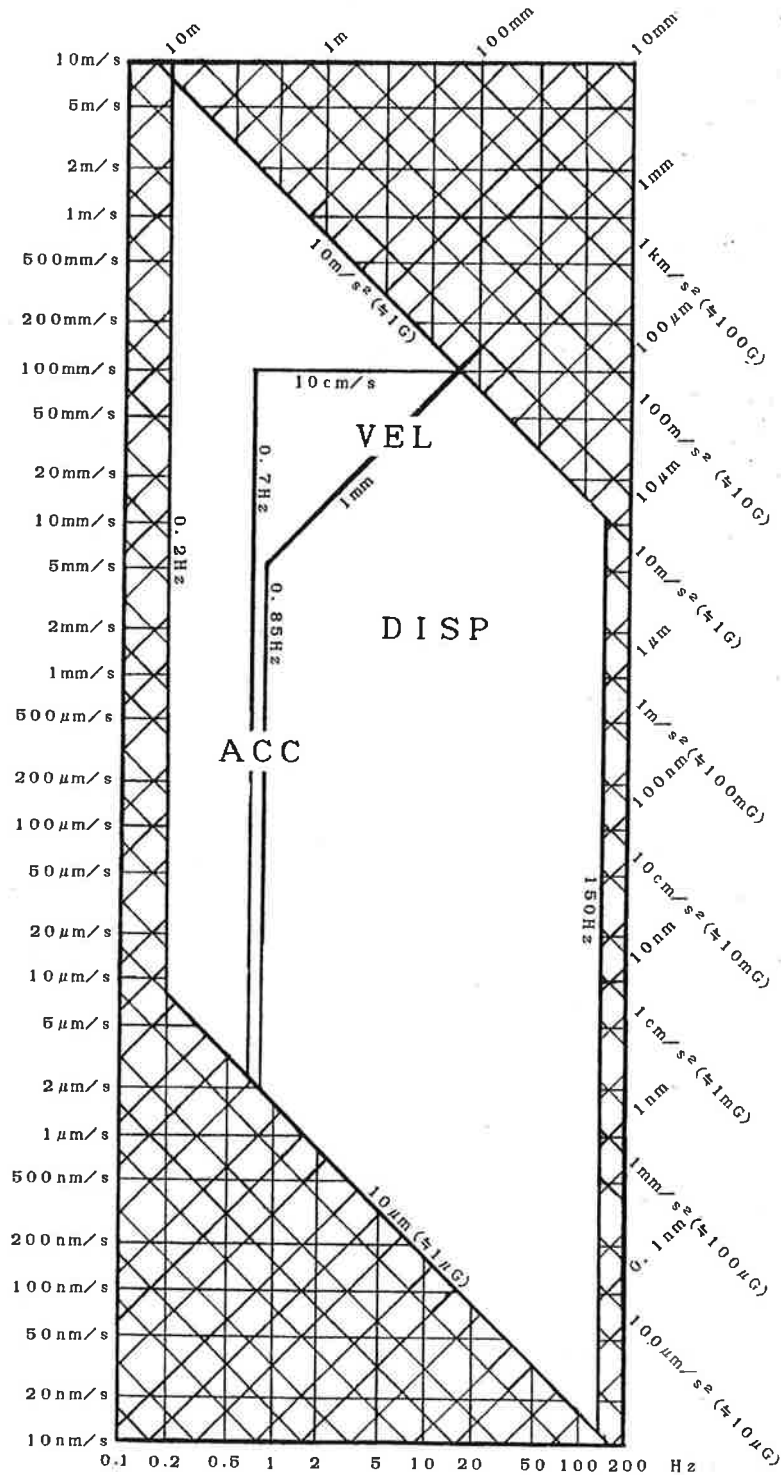 10m
1m
100mm
10mm
10m/s
5m/s
2m/s
1m/s
500mm/s
200mm/s
100mm/s
50mm/s
20mm/s
10mm/s
5mm/s
2mm/s
1mm/s
500μm/s
200μm/s
100μm/s
50μm/s
20μm/s
10μm/s
5μm/s
2μm/s
1μm/s
500nm/s
200nm/s
100nm/s
50nm/s
20nm/s
10nm/s
10m/s²(≒1G)
10cm/s
VEL
0.7Hz
1mm
0.2Hz
0.85Hz
DISP
ACC
150Hz
10μm(≒1μG)
1mm
1km/s²(≒100G)
100μm
100m/s²(≒10G)
10μm
10m/s²(≒1G)
1μm
1m/s²(≒100mG)
100nm
10cm/s²(≒10mG)
10nm
1cm/s²(≒1mG)
1nm
1mm/s²(≒100μG)
0.1nm
100μm/s²(≒10μG)
0.1 0.2 0.5 1 2 5 10 20 50 100 200 Hz